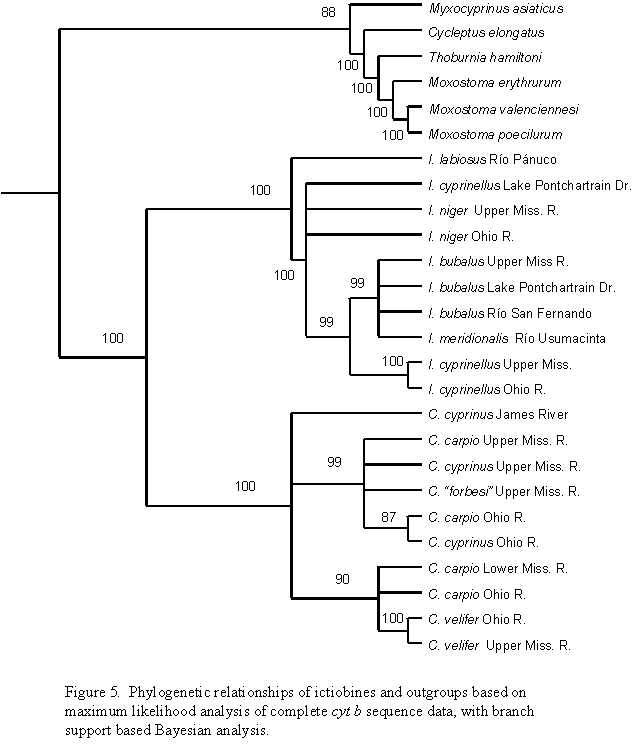 88
Myxocyprinus asiaticus
Cycleptus elongatus
100
Thoburnia hamiltoni
100
Moxostoma erythrurum
100
Moxostoma valenciennesi
100
Moxostoma poecilurum
I. labiosus Río Pánuco
100
I. cyprinellus Lake Pontchartrain Dr.
I. niger Upper Miss. R.
I. niger Ohio R.
100
I. bubalus Upper Miss R.
99
I. bubalus Lake Pontchartrain Dr.
I. bubalus Río San Fernando
99
I. meridionalis Río Usumacinta
100
100
I. cyprinellus Upper Miss.
I. cyprinellus Ohio R.
C. cyprinus James River
C. carpio Upper Miss. R.
99
C. cyprinus Upper Miss. R.
100
C. "forbesi" Upper Miss. R.
87
C. carpio Ohio R.
C. cyprinus Ohio R.
C. carpio Lower Miss. R.
90
C. carpio Ohio R.
100
C. velifer Ohio R.
C. velifer Upper Miss. R.
Figure 5. Phylogenetic relationships of ictiobines and outgroups based on
maximum likelihood analysis of complete cyt b sequence data, with branch
support based Bayesian analysis.